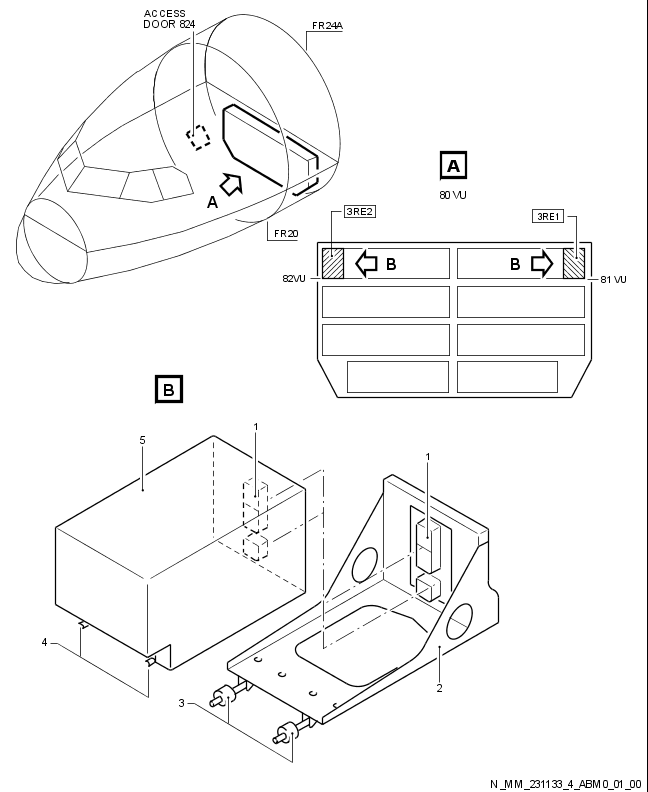 ACCESS
DOOR 824
FR24A
A
FR20
A
80 VU
3RE2
3RE1
B
B
82VU
81 VU
B
5
1
1
4
3
2
N_MM_231133_4_ABM0_01_00